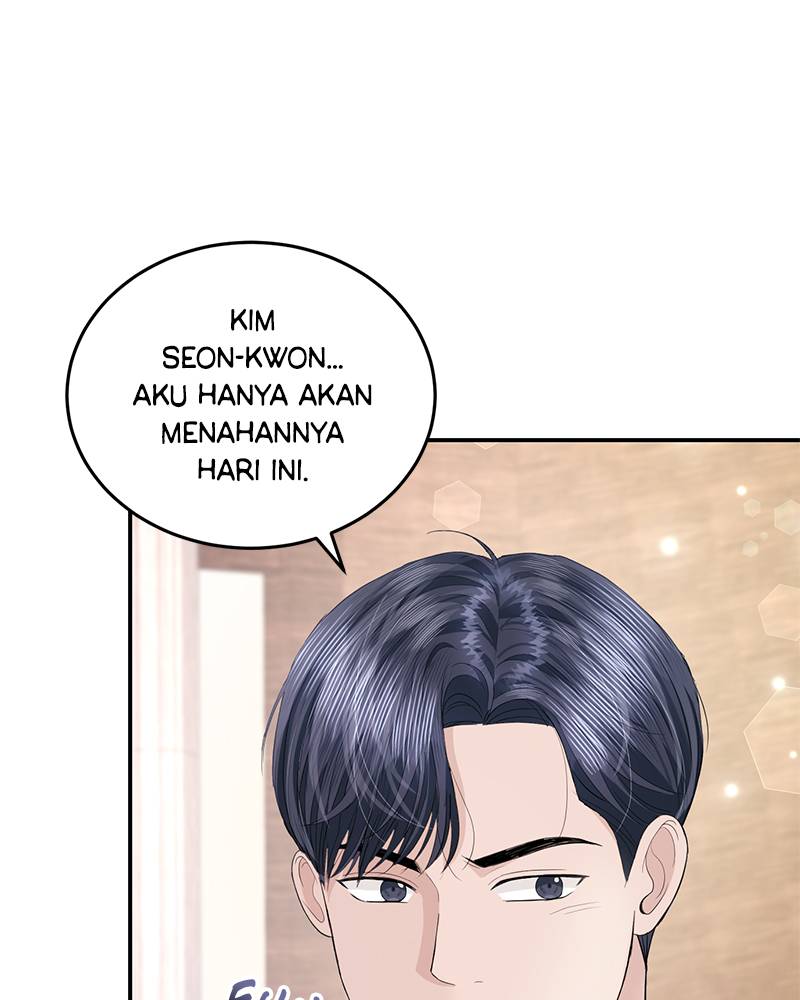 KIM
SEON-KWON...
AKU HANYA AKAN
MENAHANNYA
HARI INI.